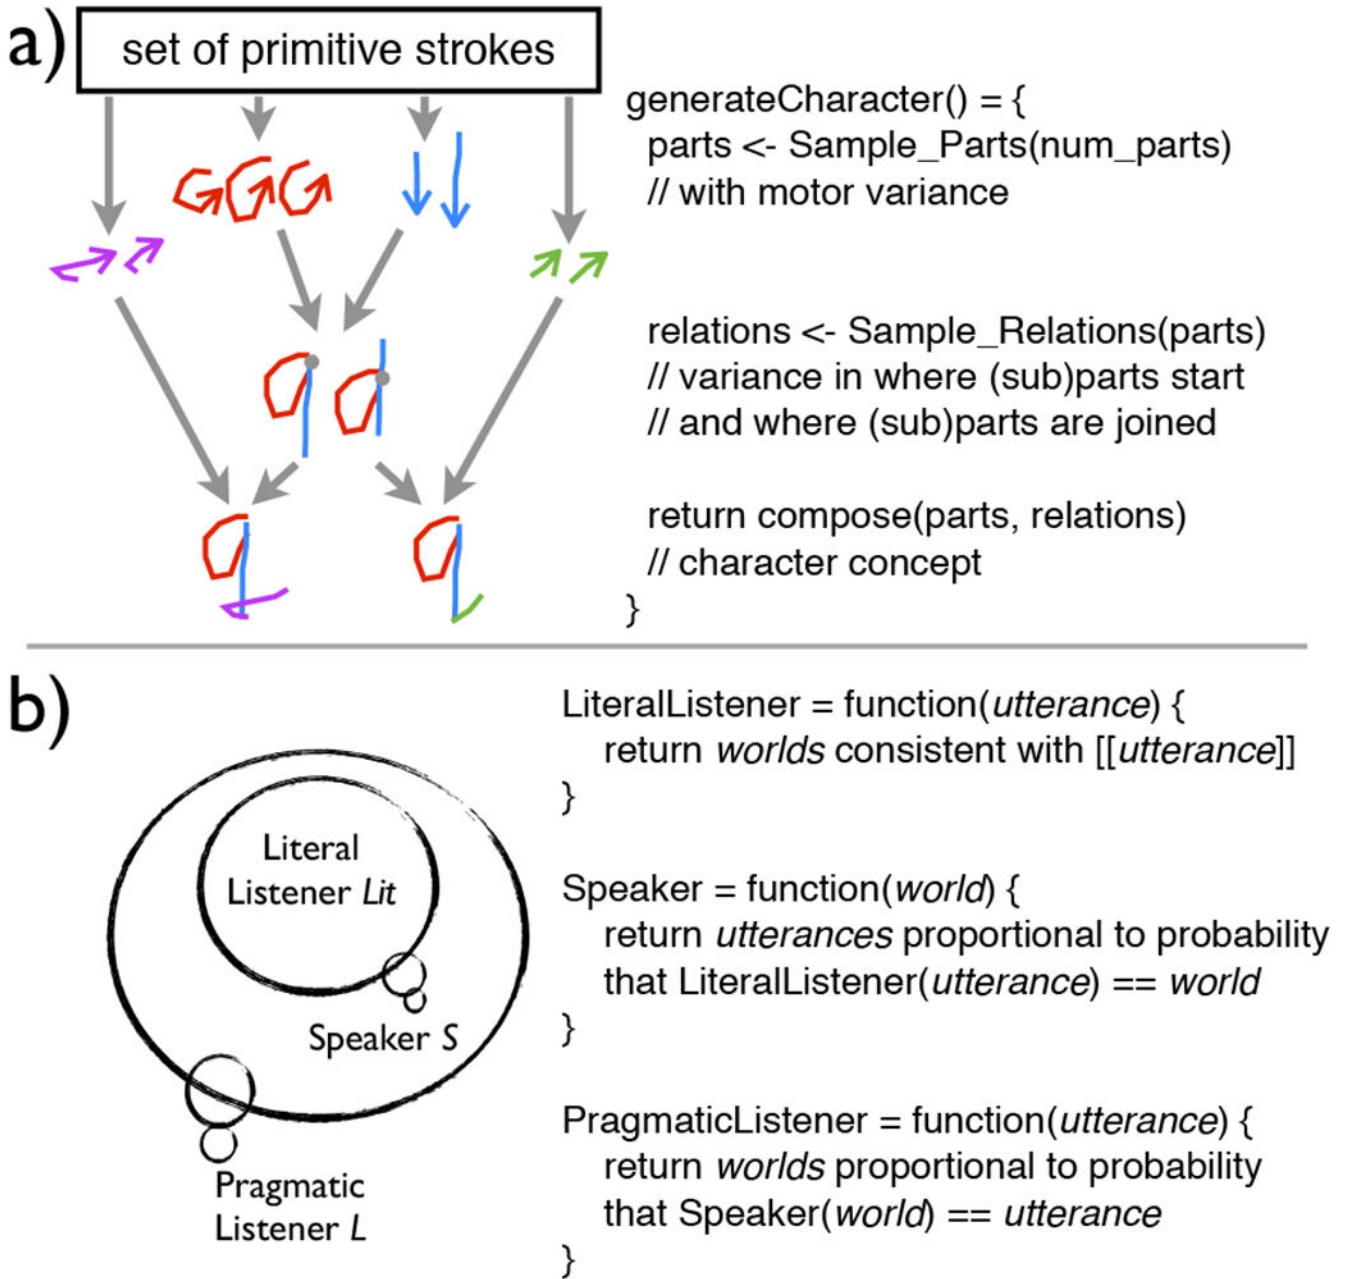 a)
set of primitive strokes
generateCharacter() = {
parts <- Sample_Parts(num_parts)
// with motor variance
relations <- Sample_Relations(parts)
// variance in where (sub)parts start
// and where (sub)parts are joined
return compose(parts, relations)
// character concept
}
b)
Literal
Listener Lit
Speaker S
Pragmatic
Listener L
LiteralListener = function(utterance) {
return worlds consistent with [[utterance]]
}
Speaker = function(world) {
return utterances proportional to probability
that LiteralListener(utterance) == world
}
PragmaticListener = function(utterance) {
return worlds proportional to probability
that Speaker(world) == utterance
}